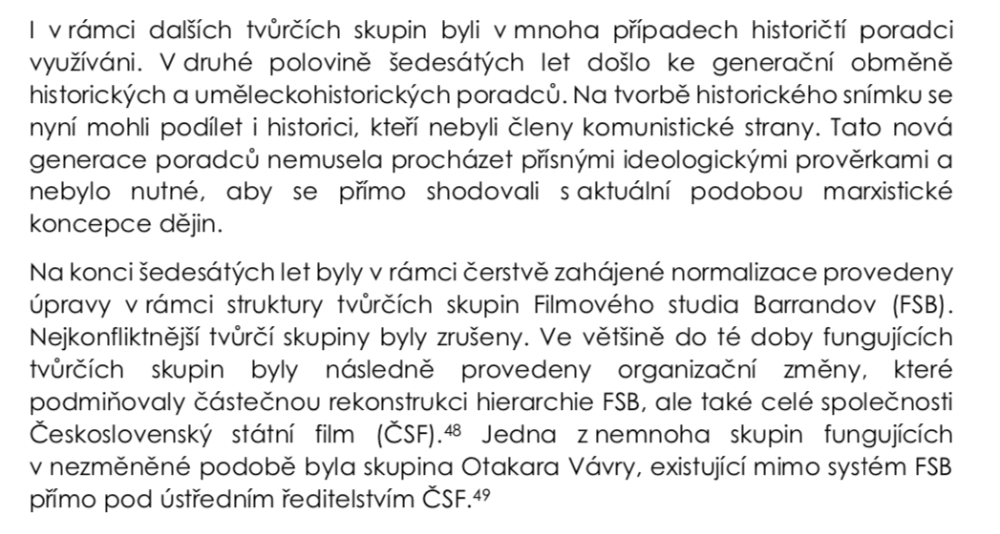 I v rámci dalších tvůrčích skupin byli v mnoha případech historičtí poradci
využíváni. V druhé polovině šedesátých let došlo ke generační obměně
historických a uměleckohistorických poradců. Na tvorbě historického snímku se
nyní mohli podílet i historici, kteří nebyli členy komunistické strany. Tato nová
generace poradců nemusela procházet přísnými ideologickými prověrkami a
nebylo nutné, aby se přímo shodovali s aktuální podobou marxistické
koncepce dějin.
Na konci šedesátých let byly v rámci čerstvě zahájené normalizace provedeny
úpravy v rámci struktury tvůrčích skupin Filmového studia Barrandov (FSB).
Nejkonfliktnější tvůrčí skupiny byly zrušeny. Ve většině do té doby fungujících
tvůrčích skupin byly následně provedeny organizační změny, které
podmiňovaly částečnou rekonstrukci hierarchie FSB, ale také celé společnosti
Československý státní film (ČSF).⁴⁸ Jedna z nemnoha skupin fungujících
v nezměněné podobě byla skupina Otakara Vávry, existující mimo systém FSB
přímo pod ústředním ředitelstvím ČSF.⁴⁹